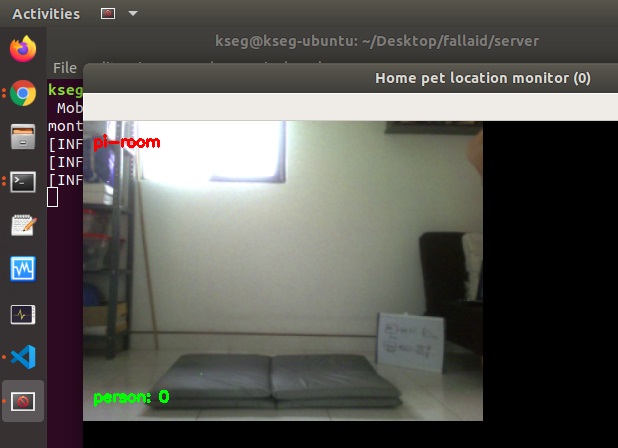 Activities
kseg@kseg-ubuntu: ~/Desktop/fallaid/server
File
Home pet location monitor (0)
kseg
Mob
mont
[INF
[INF
[INF
pi-room
person: 0